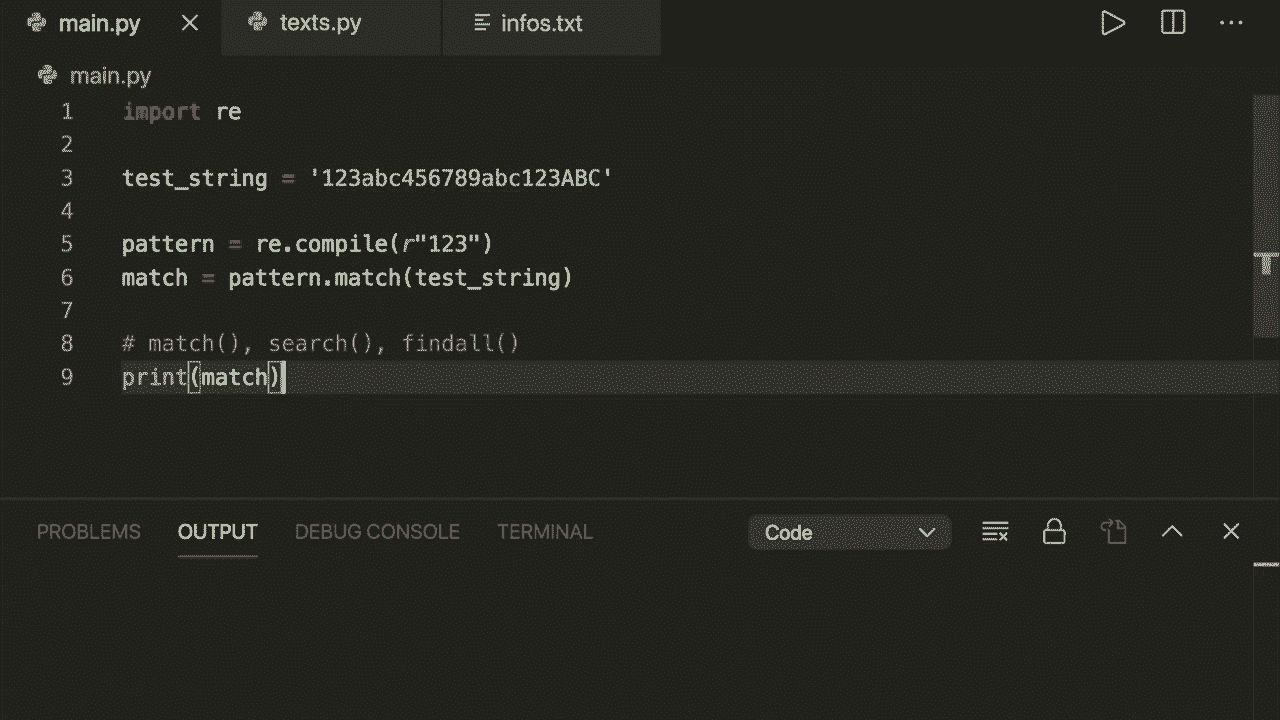 main.py texts.py infos.txt
main.py
1 import re
2
3 test_string = '123abc456789abc123ABC'
4
5 pattern = re.compile(r"123")
6 match = pattern.match(test_string)
7
8 # match(), search(), findall()
9 print(match)
PROBLEMS OUTPUT DEBUG CONSOLE TERMINAL Code